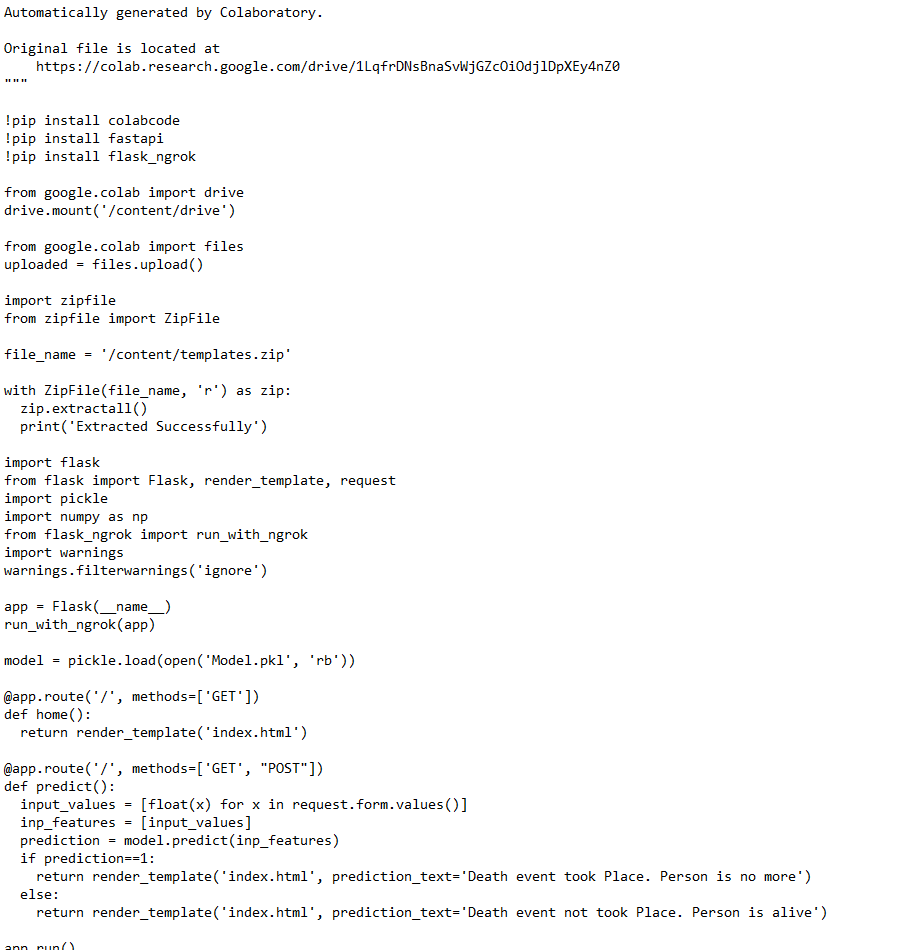 Automatically generated by Colaboratory.
Original file is located at
    https://colab.research.google.com/drive/1LqfrDNsBnaSvWjGZcOiOdjlDpXEy4nZ0
"""
!pip install colabcode
!pip install fastapi
!pip install flask_ngrok
from google.colab import drive
drive.mount('/content/drive')
from google.colab import files
uploaded = files.upload()
import zipfile
from zipfile import ZipFile
file_name = '/content/templates.zip'
with ZipFile(file_name, 'r') as zip:
  zip.extractall()
  print('Extracted Successfully')
import flask
from flask import Flask, render_template, request
import pickle
import numpy as np
from flask_ngrok import run_with_ngrok
import warnings
warnings.filterwarnings('ignore')
app = Flask(__name__)
run_with_ngrok(app)
model = pickle.load(open('Model.pkl', 'rb'))
@app.route('/', methods=['GET'])
def home():
  return render_template('index.html')
@app.route('/', methods=['GET', "POST"])
def predict():
  input_values = [float(x) for x in request.form.values()]
  inp_features = [input_values]
  prediction = model.predict(inp_features)
  if prediction==1:
    return render_template('index.html', prediction_text='Death event took Place. Person is no more')
  else:
    return render_template('index.html', prediction_text='Death event not took Place. Person is alive')
app.run()